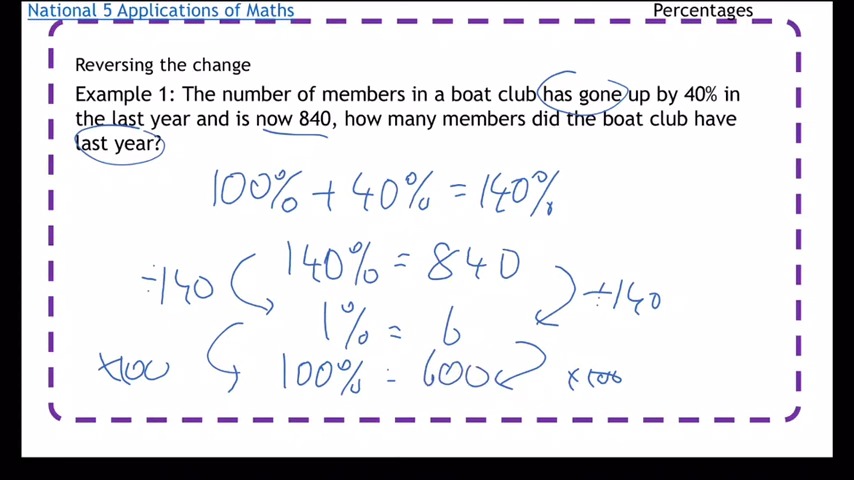 National 5 Applications of Maths Percentages
Reversing the change
Example 1: The number of members in a boat club has gone up by 40% in
the last year and is now 840, how many members did the boat club have
last year?
100% + 40% = 140%
÷140 140% = 840 ÷140
1% = 6
×100 100% = 600 ×100